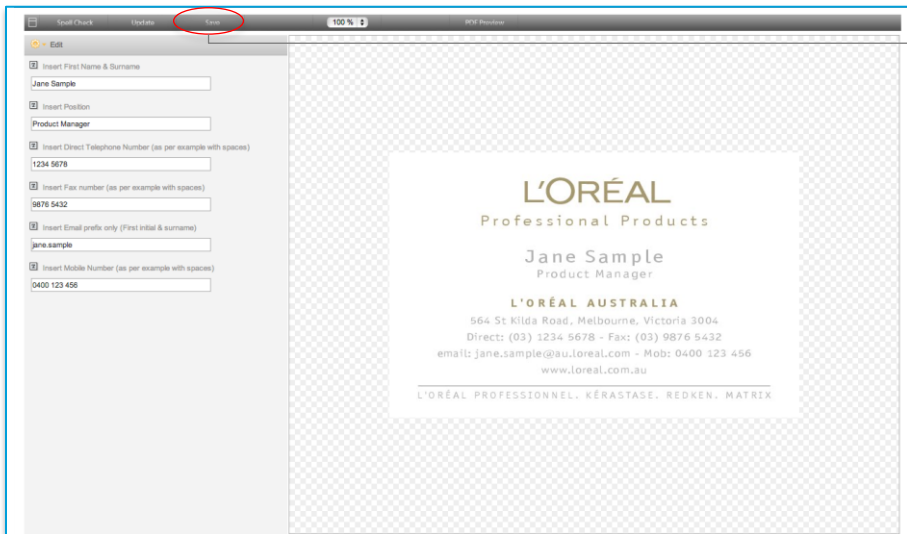 Spell Check Update Save 100 % PDF Preview
Edit
Insert First Name & Surname
Jane Sample
Insert Position
Product Manager
Insert Direct Telephone Number (as per example with spaces)
1234 5678
Insert Fax number (as per example with spaces)
9876 5432
Insert Email prefix only (First initial & surname)
jane.sample
Insert Mobile Number (as per example with spaces)
0400 123 456
L'ORÉAL
Professional Products
Jane Sample
Product Manager
L'ORÉAL AUSTRALIA
564 St Kilda Road, Melbourne, Victoria 3004
Direct: (03) 1234 5678 - Fax: (03) 9876 5432
email: jane.sample@au.loreal.com - Mob: 0400 123 456
www.loreal.com.au
L'ORÉAL PROFESSIONNEL, KÉRASTASE, REDKEN, MATRIX